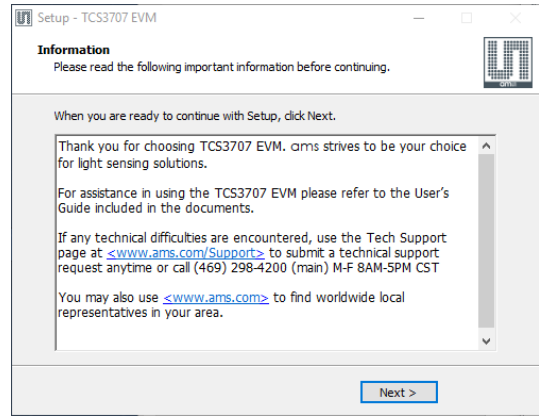 Setup - TCS3707 EVM
Information
Please read the following important information before continuing.
am
When you are ready to continue with Setup, click Next.
Thank you for choosing TCS3707 EVM. ams strives to be your choice
for light sensing solutions.
For assistance in using the TCS3707 EVM please refer to the User's
Guide included in the documents.
If any technical difficulties are encountered, use the Tech Support
page at <www.ams.com/Support> to submit a technical support
request anytime or call (469) 298-4200 (main) M-F 8AM-5PM CST
You may also use <www.ams.com> to find worldwide local
representatives in your area.
Next >